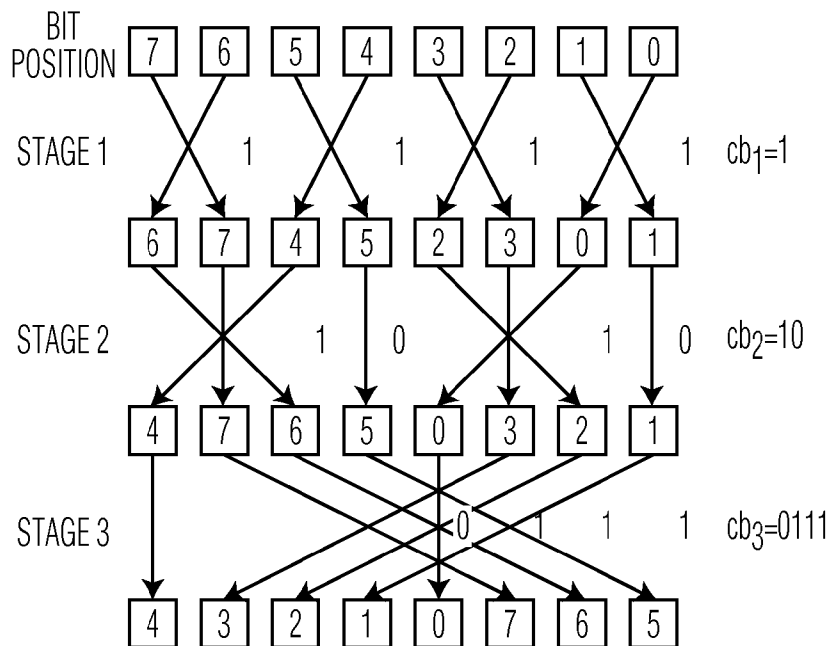 BIT
POSITION
7 6 5 4 3 2 1 0
STAGE 1 1 1 1 1 cb1=1
6 7 4 5 2 3 0 1
STAGE 2 1 0 1 0 cb2=10
4 7 6 5 0 3 2 1
STAGE 3 0 1 1 1 cb3=0111
4 3 2 1 0 7 6 5